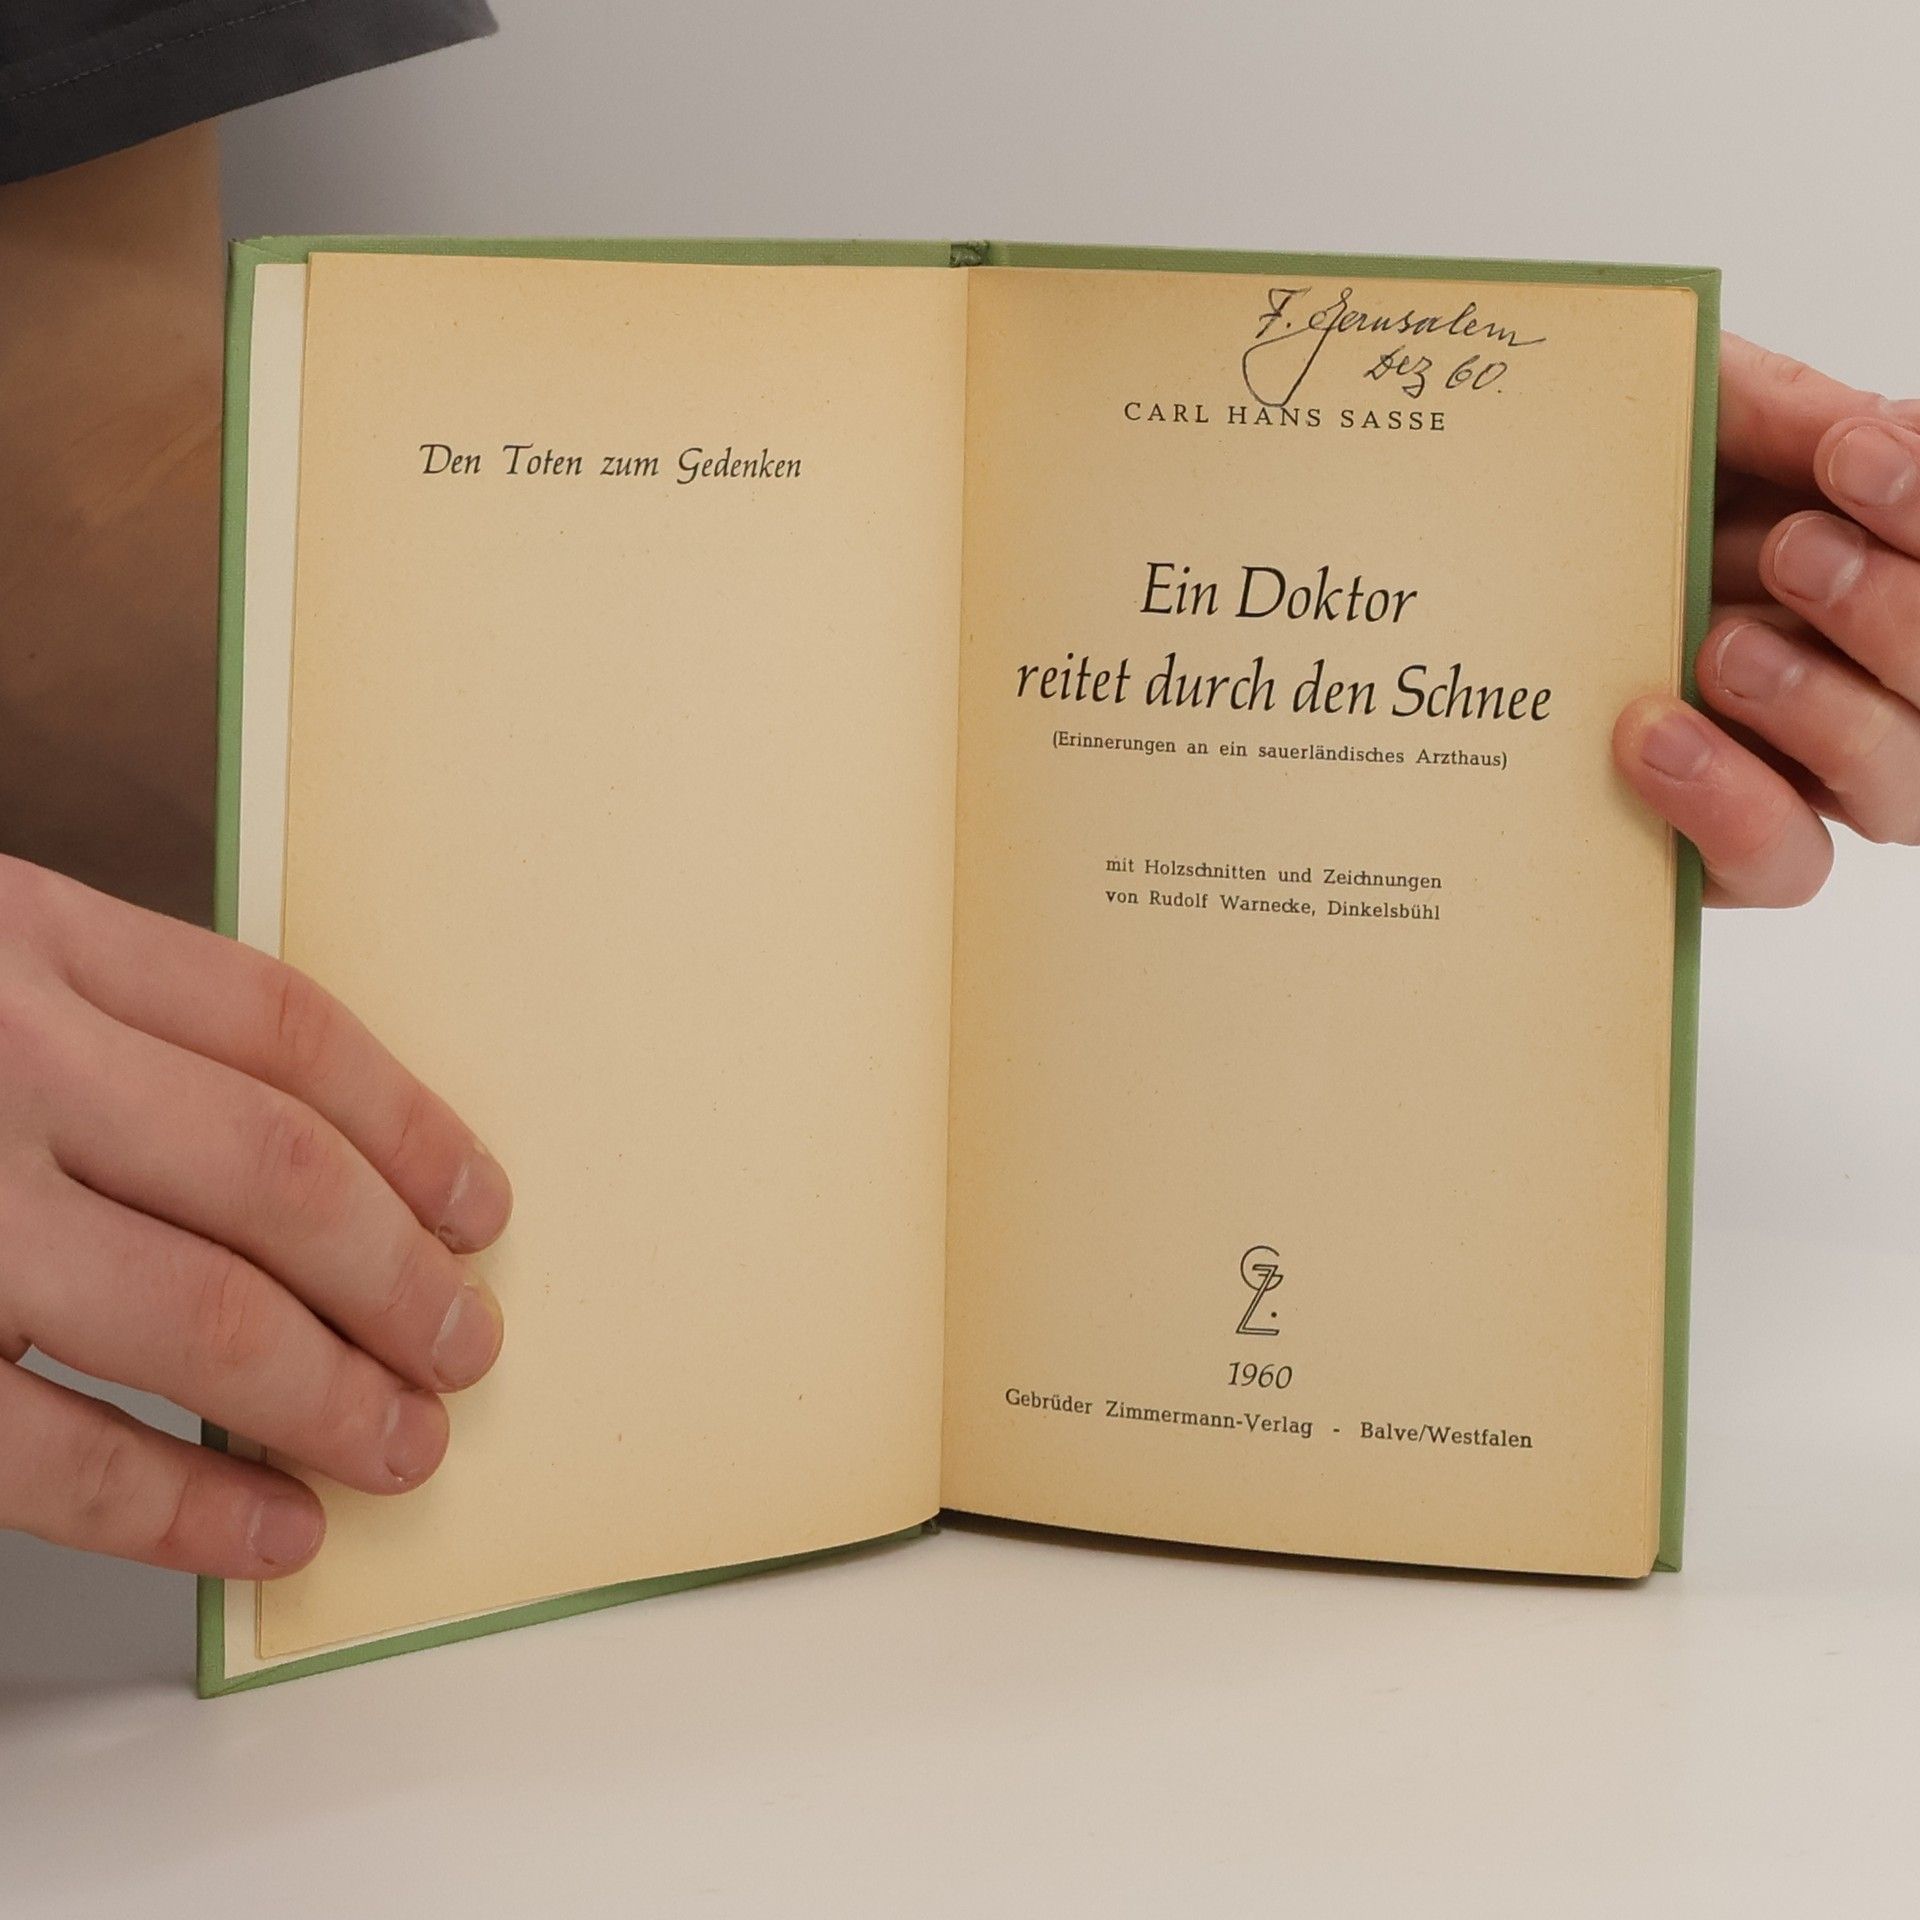 Den Toten zum Gedenken
F. Jerusalem
Dez 60.
CARL HANS SASSE
Ein Doktor
reitet durch den Schnee
(Erinnerungen an ein sauerländisches Arzthaus)
mit Holzschnitten und Zeichnungen
von Rudolf Warnecke, Dinkelsbühl
GZ
1960
Gebrüder Zimmermann-Verlag - Balve/Westfalen